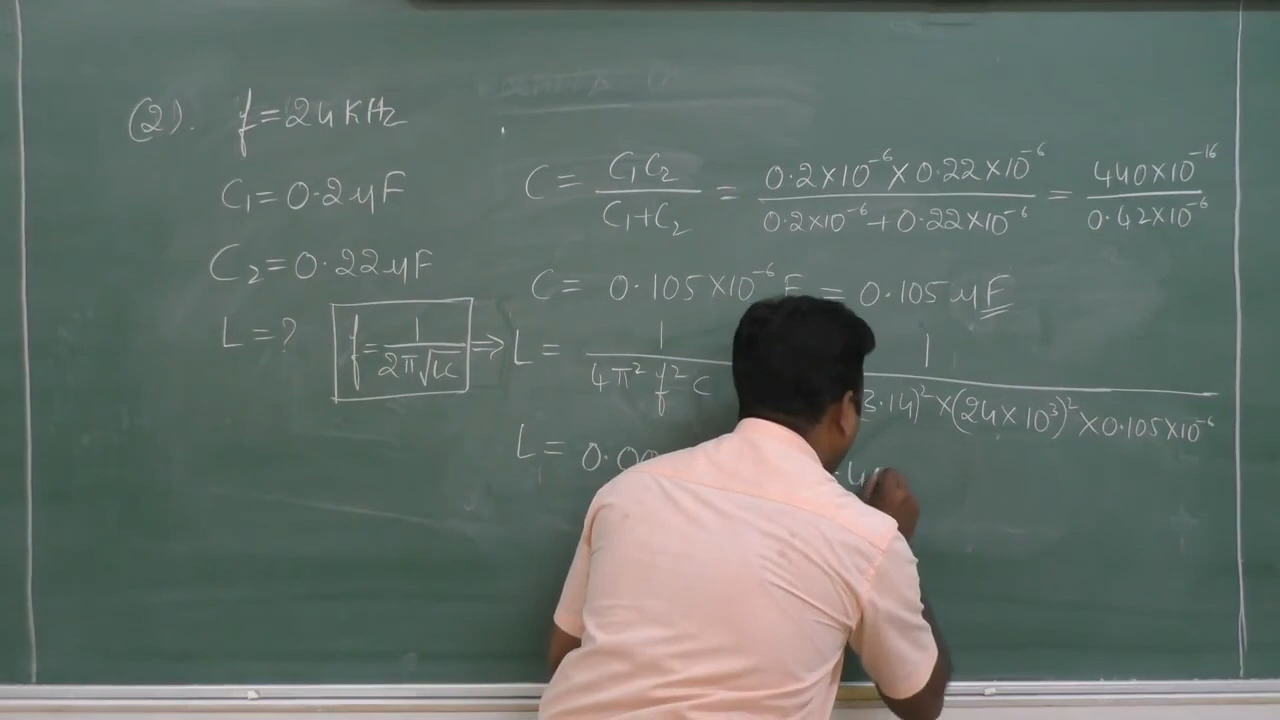 (2). f = 24 KHz
C₁ = 0.2 μF
C₂ = 0.22 μF
L = ?
f = 1 / 2π√LC ⇒
C = C₁C₂ / C₁+C₂ = 0.2×10⁻⁶ × 0.22×10⁻⁶ / 0.2×10⁻⁶ + 0.22×10⁻⁶ = 440×10⁻¹⁶ / 0.42×10⁻⁶
C = 0.105×10⁻⁶ F = 0.105 μF
L = 1 / 4π² f² C 1 / 3.14)² × (24×10³)² × 0.105×10⁻⁶
L = 0.00